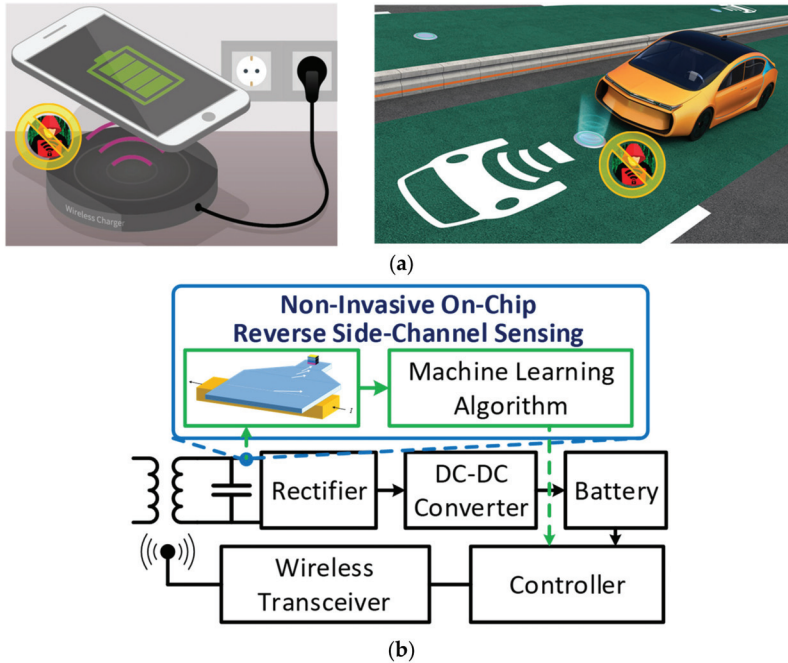 Wireless Charger
(a)
Non-Invasive On-Chip
Reverse Side-Channel Sensing
I
Machine Learning
Algorithm
Rectifier
DC-DC
Converter
Battery
Wireless
Transceiver
Controller
(b)